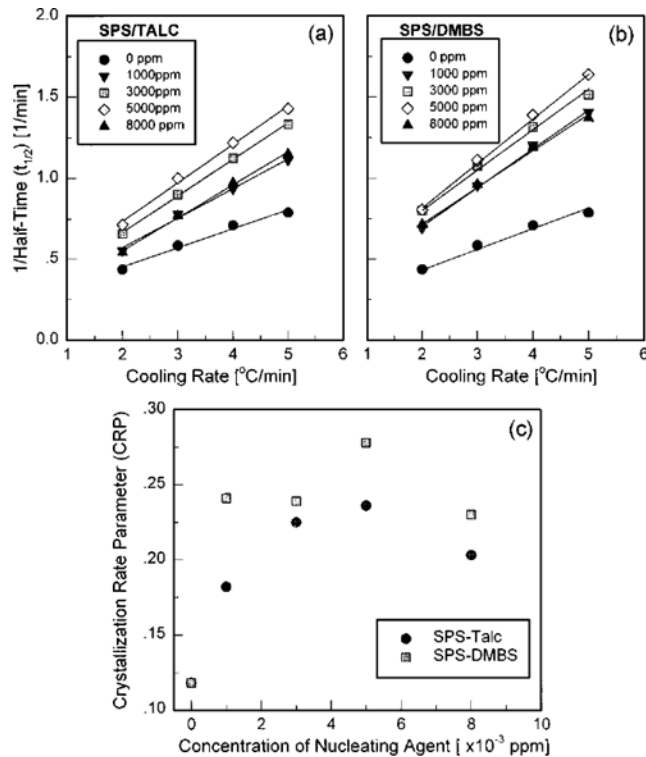 SPS/TALC
(a)
0 ppm
1000ppm
3000ppm
5000ppm
8000 ppm
SPS/DMBS
(b)
0 ppm
1000 ppm
3000 ppm
5000 ppm
8000 ppm
1/Half-Time (t1/2) [1/min]
2.0
1.5
1.0
.5
0.0
1 2 3 4 5 6
1 2 3 4 5 6
Cooling Rate [°C/min]
Cooling Rate [°C/min]
(c)
Crystallization Rate Parameter (CRP)
.30
.25
.20
.15
.10
SPS-Talc
SPS-DMBS
0 2 4 6 8 10
Concentration of Nucleating Agent [ x10-3 ppm]